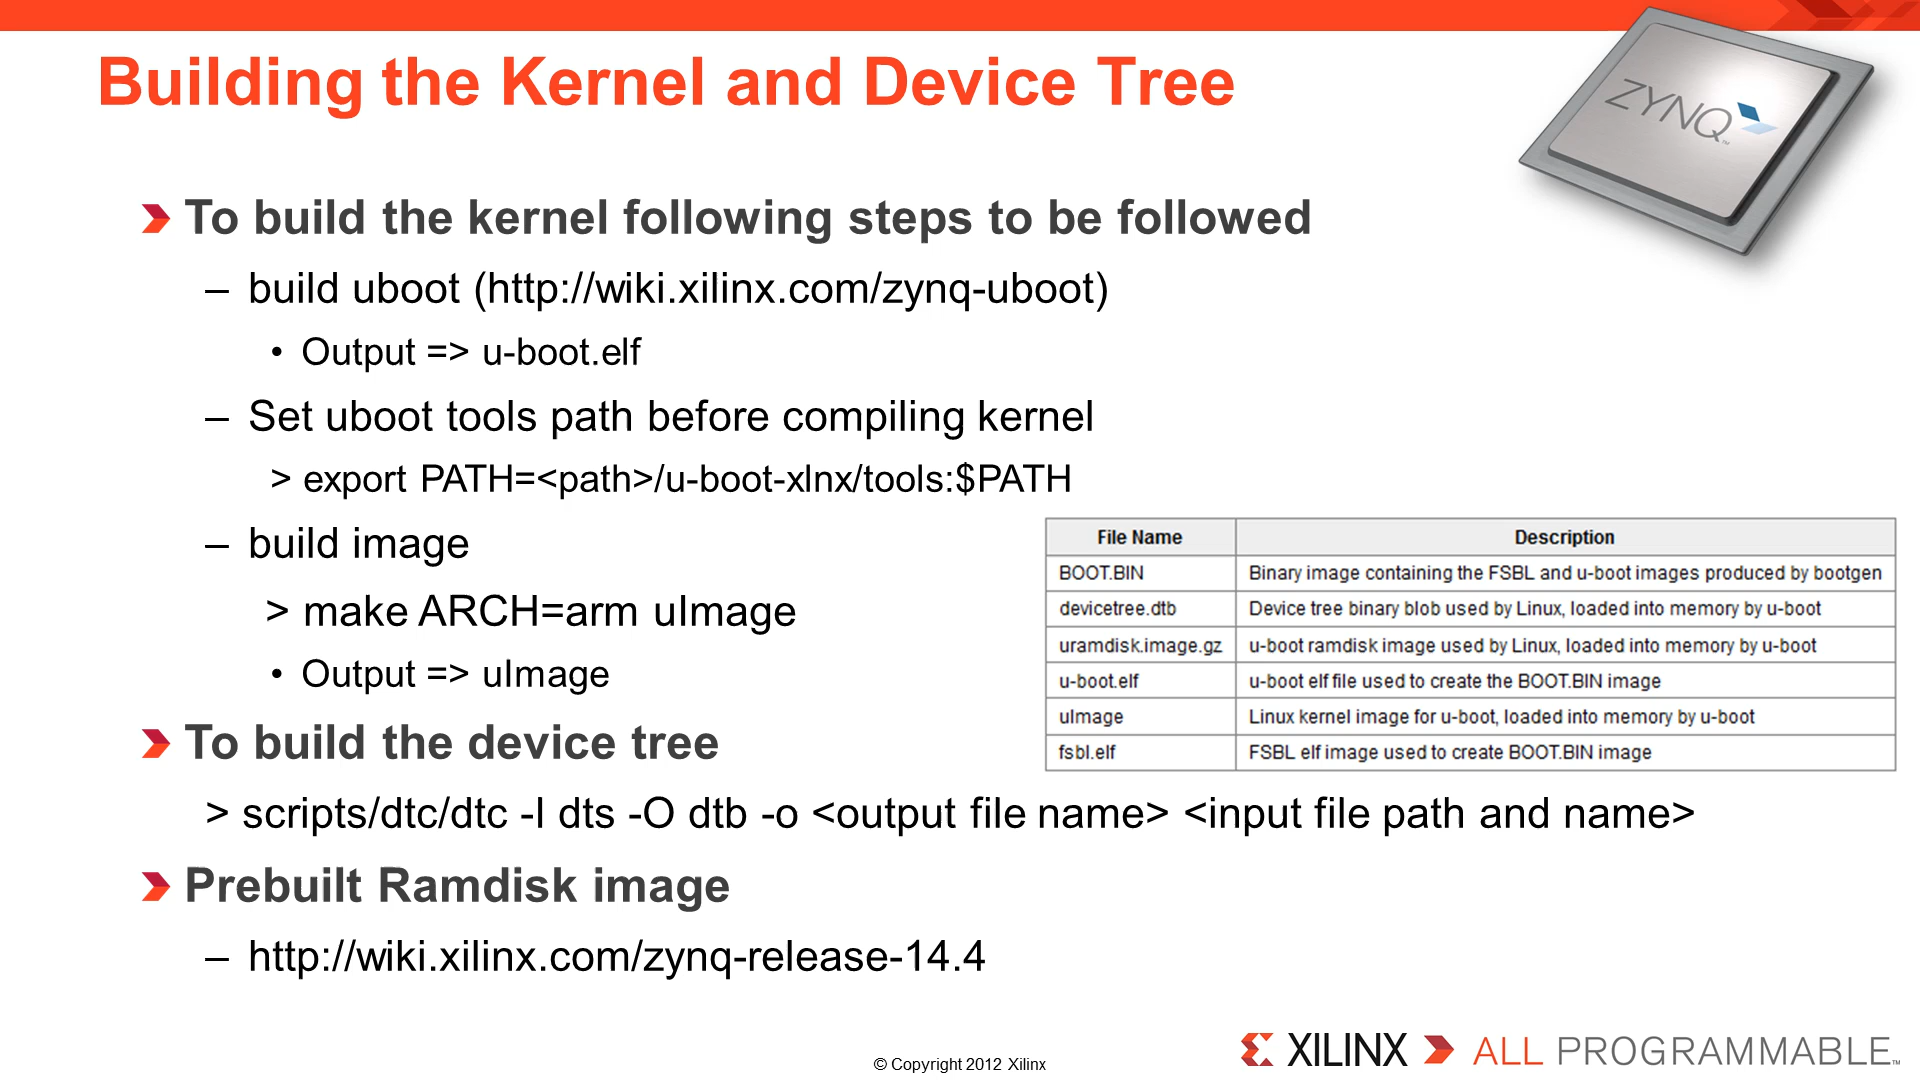 Building the Kernel and Device Tree
ZYNQ™
To build the kernel following steps to be followed
– build uboot (http://wiki.xilinx.com/zynq-uboot)
• Output => u-boot.elf
– Set uboot tools path before compiling kernel
> export PATH=<path>/u-boot-xlnx/tools:$PATH
– build image
> make ARCH=arm uImage
• Output => uImage
File Name Description
BOOT.BIN Binary image containing the FSBL and u-boot images produced by bootgen
devicetree.dtb Device tree binary blob used by Linux, loaded into memory by u-boot
uramdisk.image.gz u-boot ramdisk image used by Linux, loaded into memory by u-boot
u-boot.elf u-boot elf file used to create the BOOT.BIN image
uImage Linux kernel image for u-boot, loaded into memory by u-boot
fsbl.elf FSBL elf image used to create BOOT.BIN image
To build the device tree
> scripts/dtc/dtc -I dts -O dtb -o <output file name> <input file path and name>
Prebuilt Ramdisk image
– http://wiki.xilinx.com/zynq-release-14.4
© Copyright 2012 Xilinx
XILINX ALL PROGRAMMABLE™